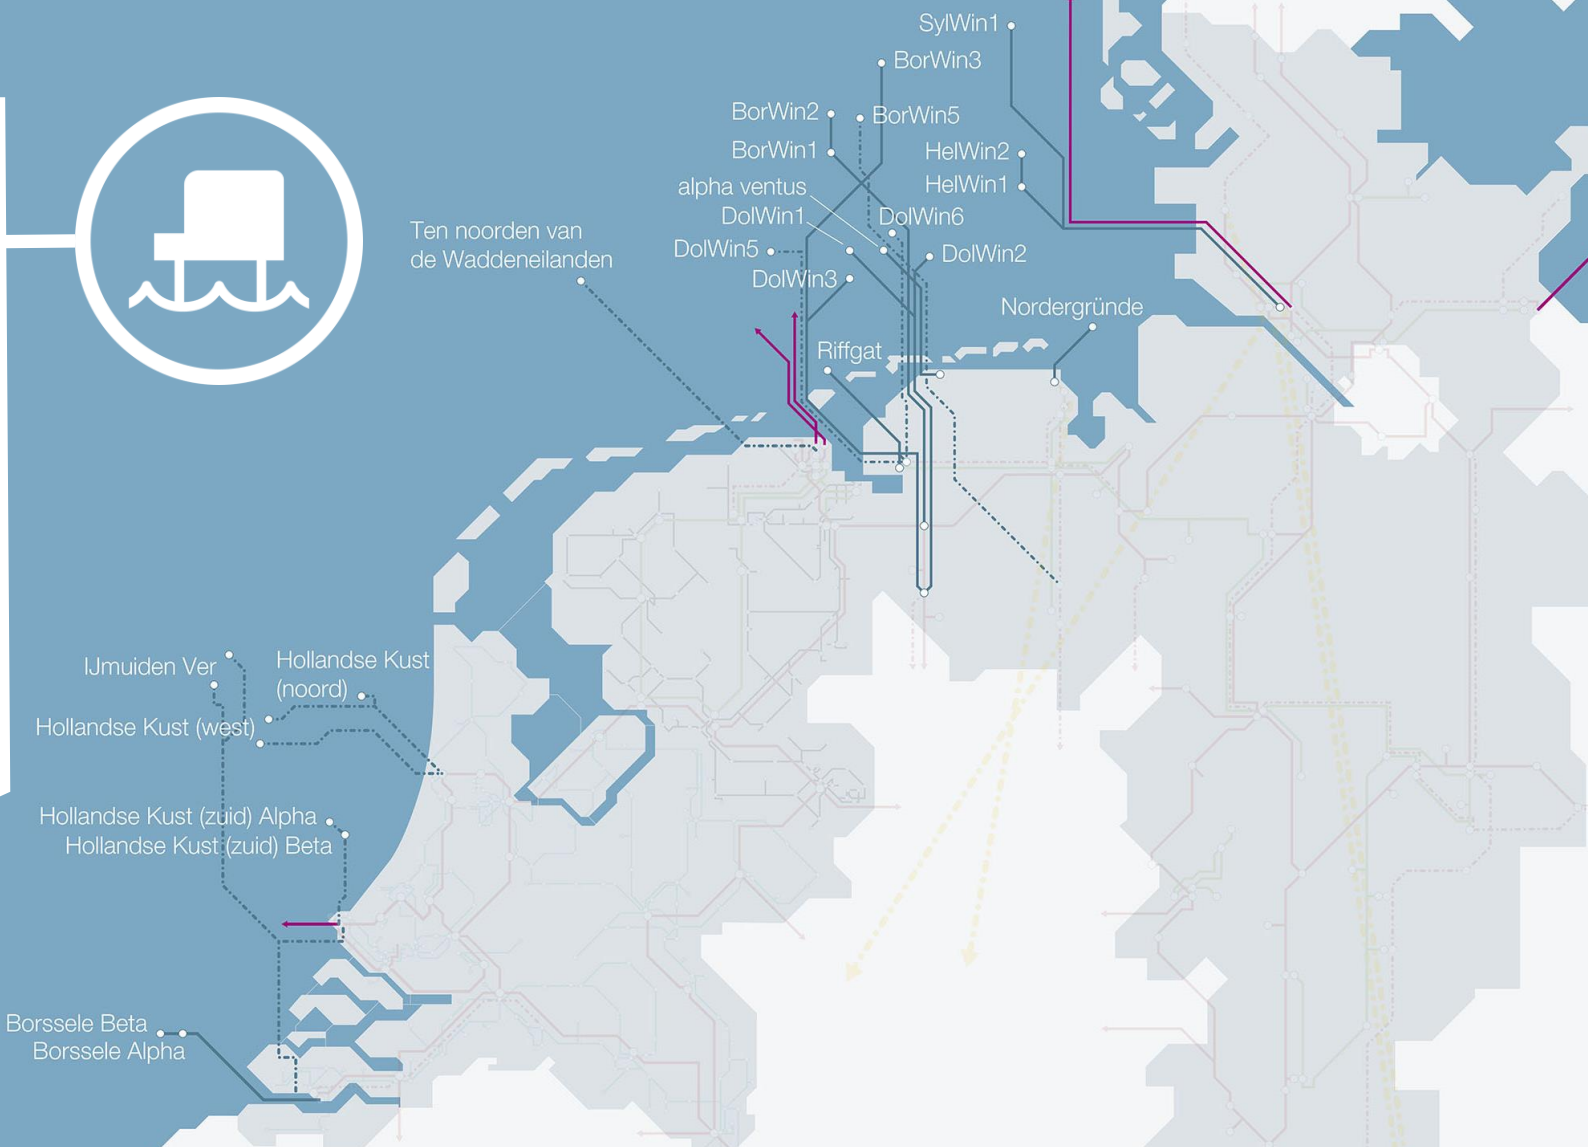 SylWin1
BorWin3
BorWin2
BorWin5
BorWin1
HelWin2
HelWin1
alpha ventus
DolWin1
DolWin6
Ten noorden van
de Waddeneilanden
DolWin5
DolWin2
DolWin3
Nordergründe
Riffgat
IJmuiden Ver
Hollandse Kust
(noord)
Hollandse Kust (west)
Hollandse Kust (zuid) Alpha
Hollandse Kust (zuid) Beta
Borssele Beta
Borssele Alpha